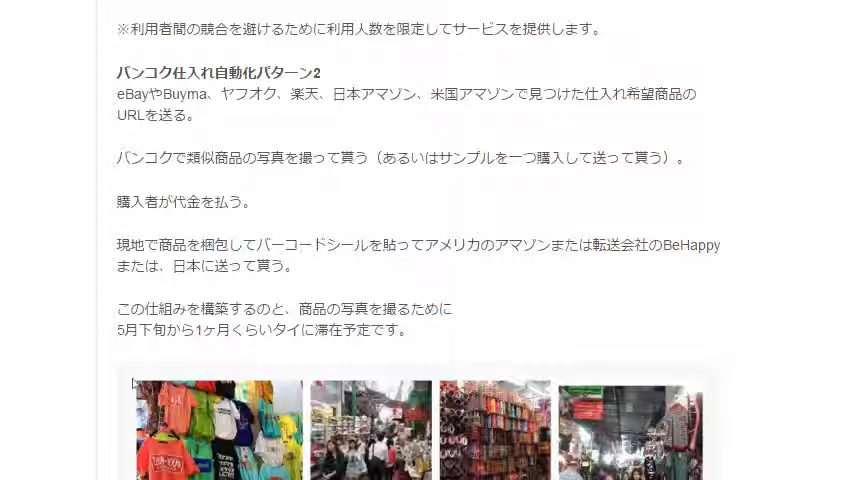 ※利用者間の競合を避けるために利用人数を限定してサービスを提供します。
バンコク仕入れ自動化パターン2
eBayやBuyma、ヤフオク、楽天、日本アマゾン、米国アマゾンで見つけた仕入れ希望商品の
URLを送る。
バンコクで類似商品の写真を撮って貰う（あるいはサンプルを一つ購入して送って貰う）。
購入者が代金を払う。
現地で商品を梱包してバーコードシールを貼ってアメリカのアマゾンまたは転送会社のBeHappy
または、日本に送って貰う。
この仕組みを構築するのと、商品の写真を撮るために
5月下旬から1ヶ月くらいタイに滞在予定です。